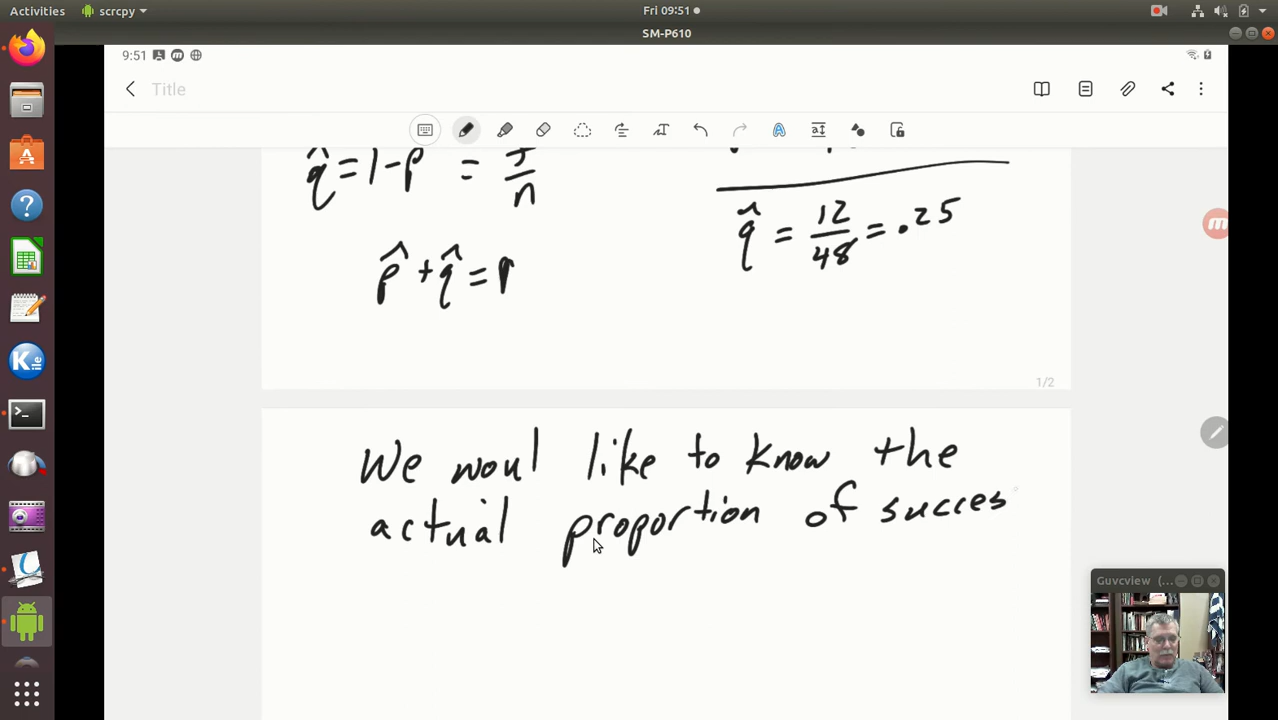 Activities scrcpy Fri 09:51
SM-P610
9:51
Title
q̂ = 1-p = f/n
q̂ = 12/48 = .25
p̂ + q̂ = p
1/2
We woul like to know the
actual proportion of succes
Guvcview (...